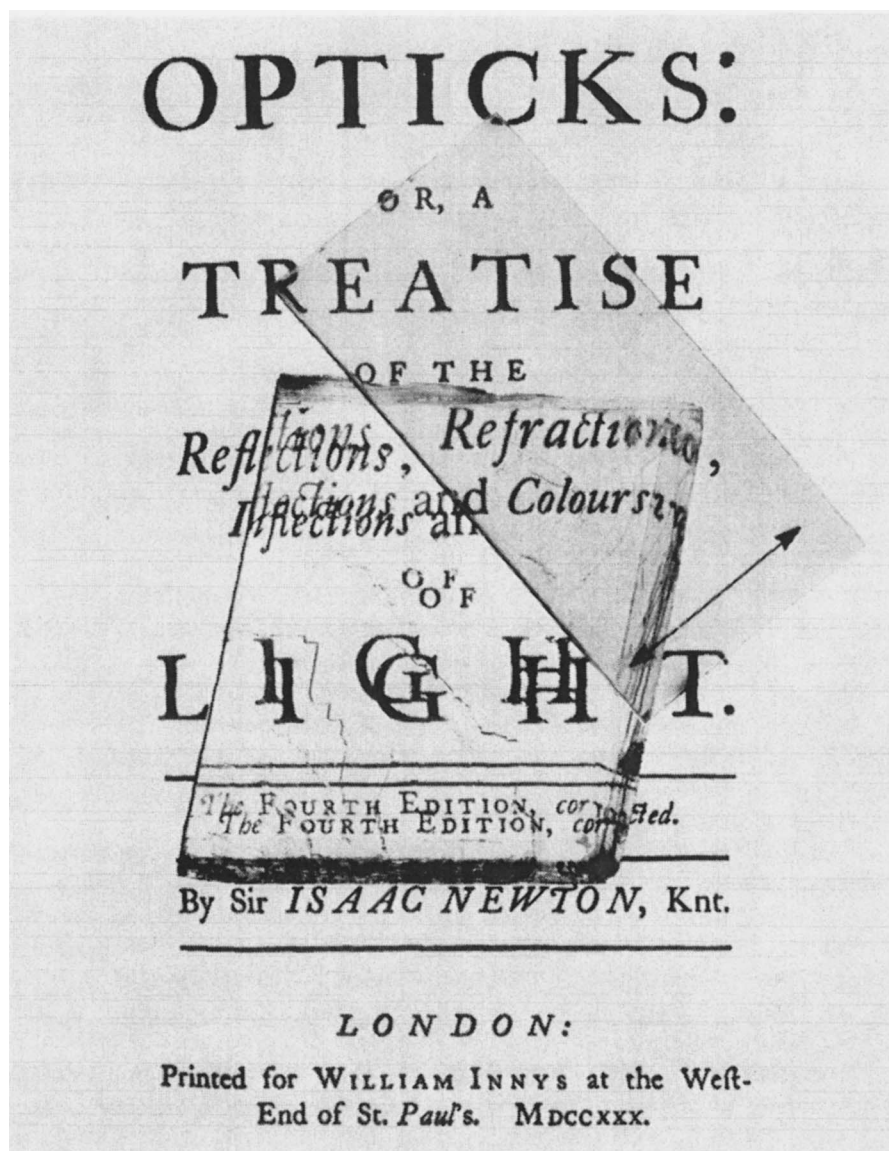 OPTICKS:
OR, A
TREATISE
OF THE
Reflections, Refractions,
Inflections and Colours
OF
LIGHT.
The FOURTH EDITION, corrected.
By Sir ISAAC NEWTON, Knt.
LONDON:
Printed for WILLIAM INNYS at the Weſt-
End of St. Paul's. MDCCXXX.